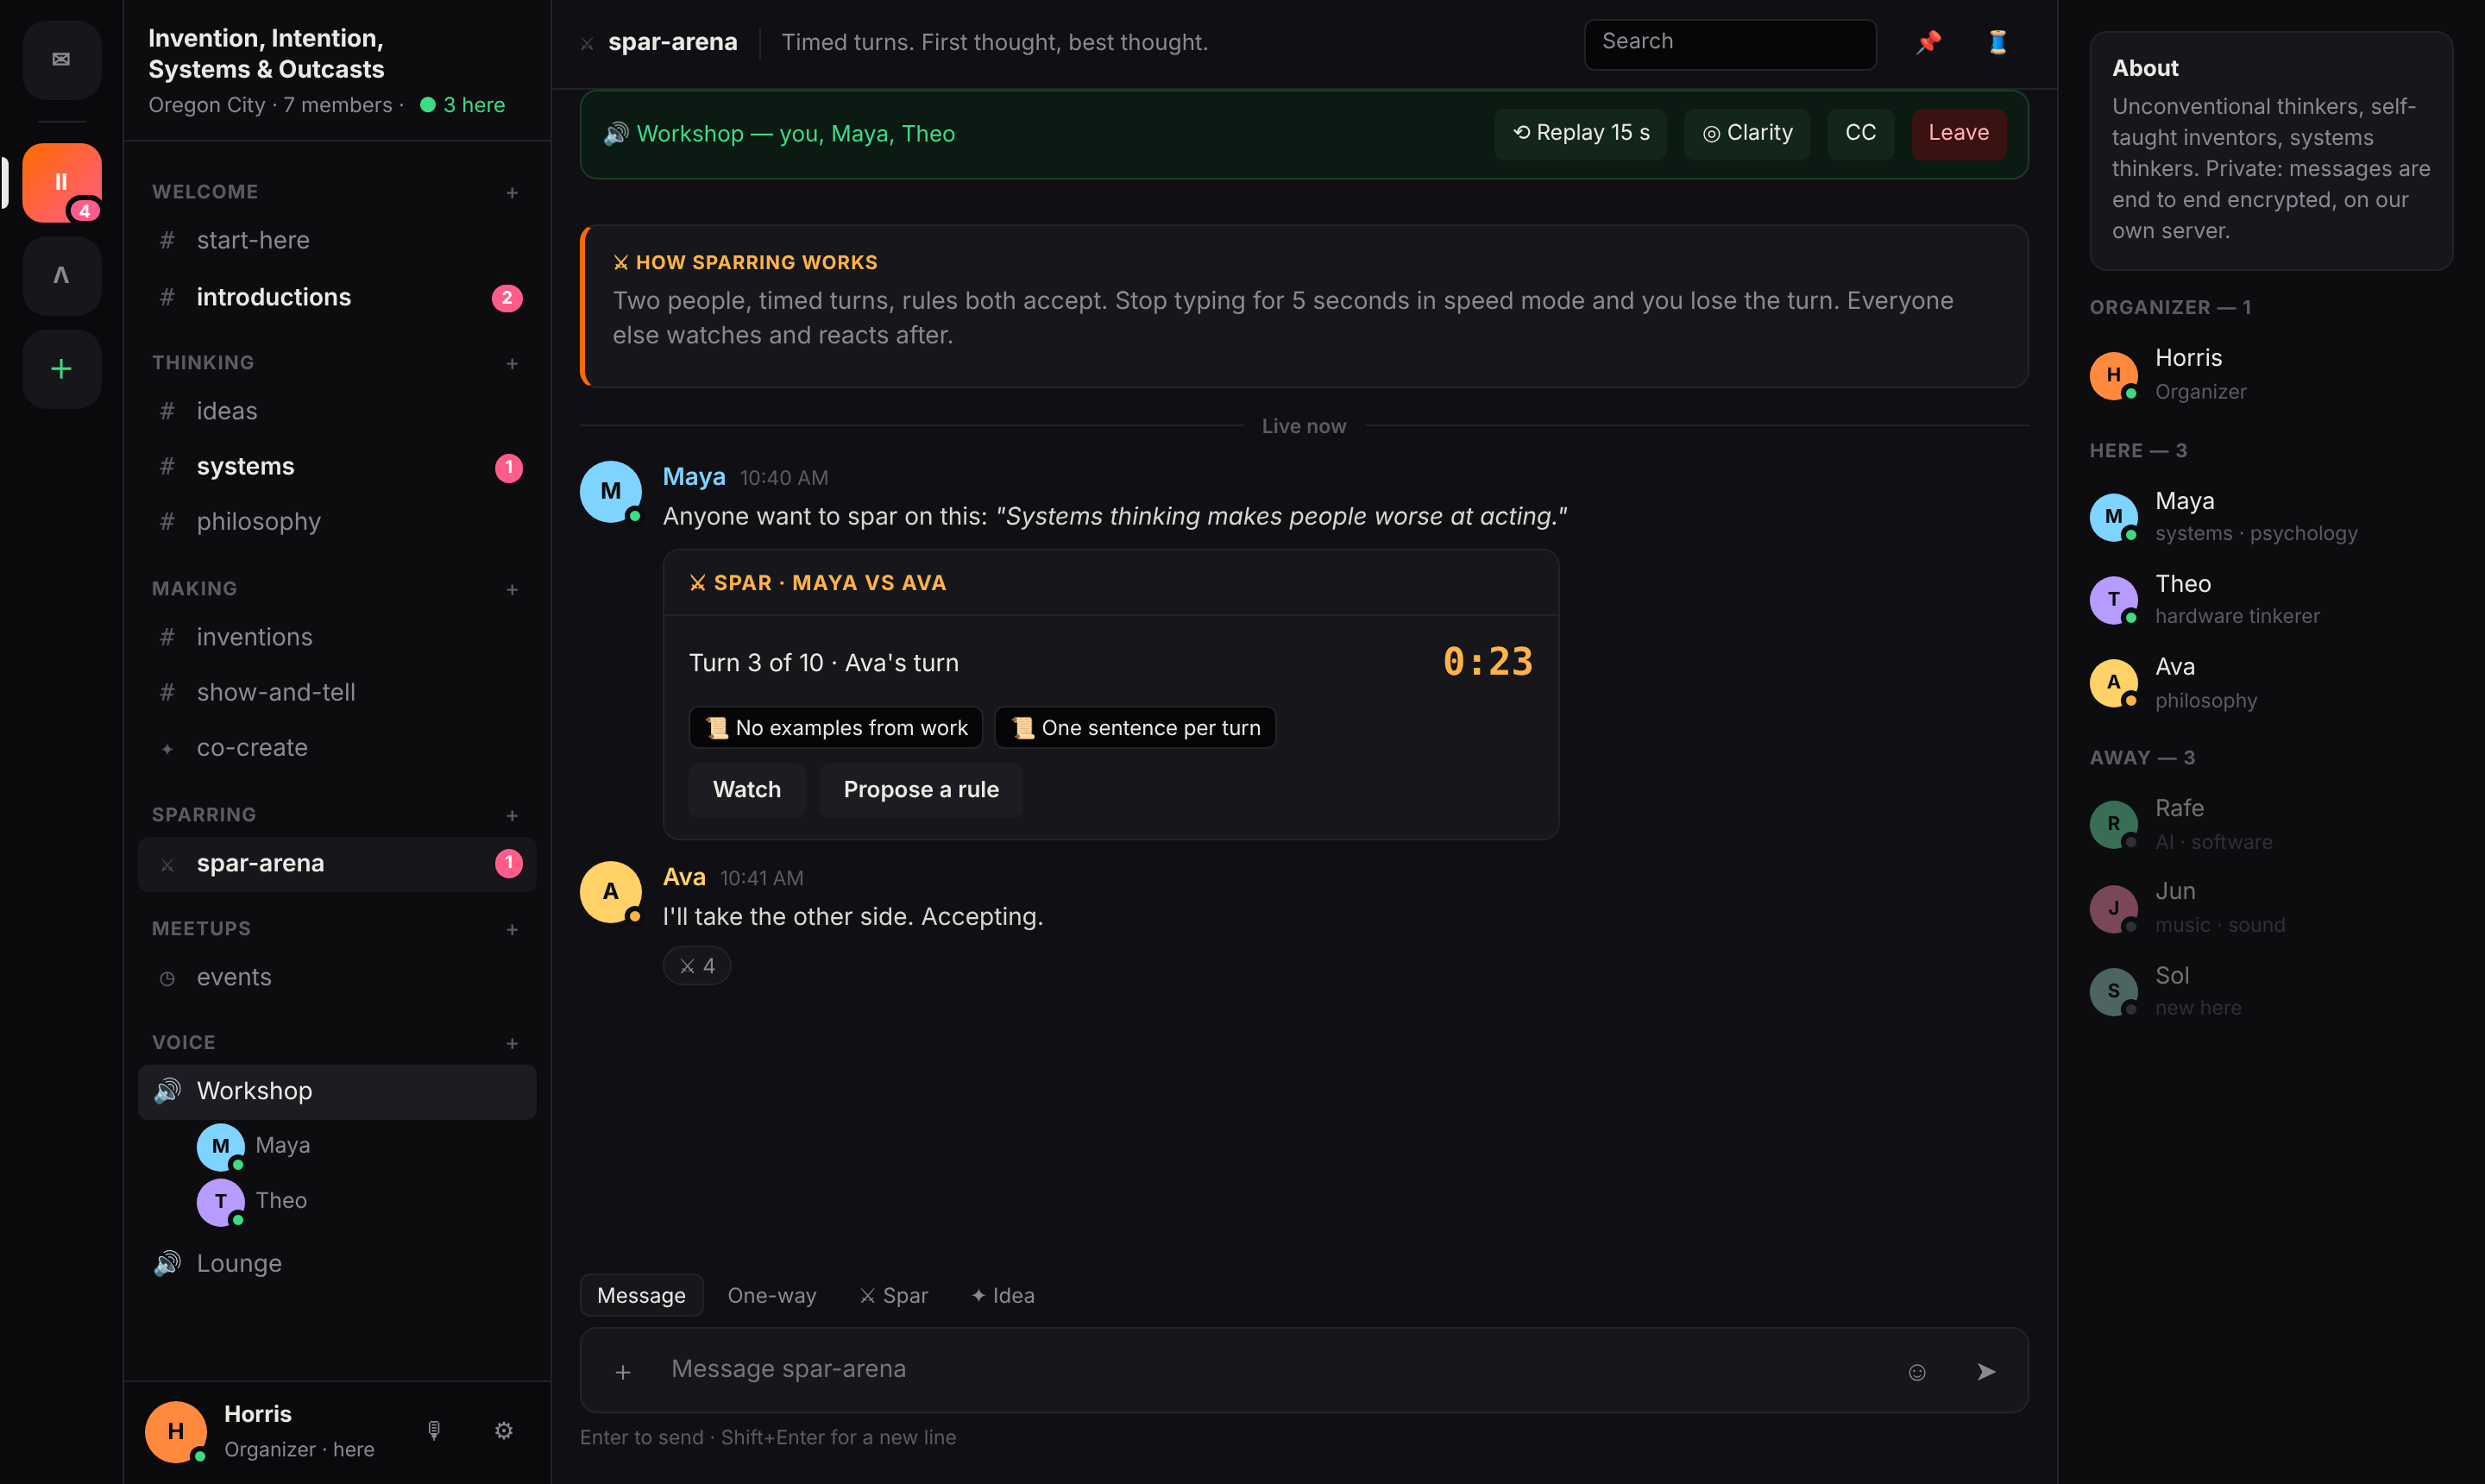 II
4
Λ
+
Invention, Intention,
Systems & Outcasts
Oregon City · 7 members · 3 here
WELCOME +
# start-here
# introductions 2
THINKING +
# ideas
# systems 1
# philosophy
MAKING +
# inventions
# show-and-tell
✦ co-create
SPARRING +
⚔ spar-arena 1
MEETUPS +
◷ events
VOICE +
🔊 Workshop
M Maya
T Theo
🔊 Lounge
H Horris
Organizer · here
⚔ spar-arena
Timed turns. First thought, best thought.
Search
🔊 Workshop — you, Maya, Theo
⟲ Replay 15 s
◎ Clarity
CC
Leave
⚔ HOW SPARRING WORKS
Two people, timed turns, rules both accept. Stop typing for 5 seconds in speed mode and you lose the turn. Everyone
else watches and reacts after.
Live now
M Maya 10:40 AM
Anyone want to spar on this: "Systems thinking makes people worse at acting."
⚔ SPAR · MAYA VS AVA
Turn 3 of 10 · Ava's turn 0:23
📜 No examples from work 📜 One sentence per turn
Watch Propose a rule
A Ava 10:41 AM
I'll take the other side. Accepting.
⚔ 4
Message One-way ⚔ Spar ✦ Idea
+ Message spar-arena
Enter to send · Shift+Enter for a new line
About
Unconventional thinkers, self-
taught inventors, systems
thinkers. Private: messages are
end to end encrypted, on our
own server.
ORGANIZER — 1
H Horris
Organizer
HERE — 3
M Maya
systems · psychology
T Theo
hardware tinkerer
A Ava
philosophy
AWAY — 3
R Rafe
AI · software
J Jun
music · sound
S Sol
new here